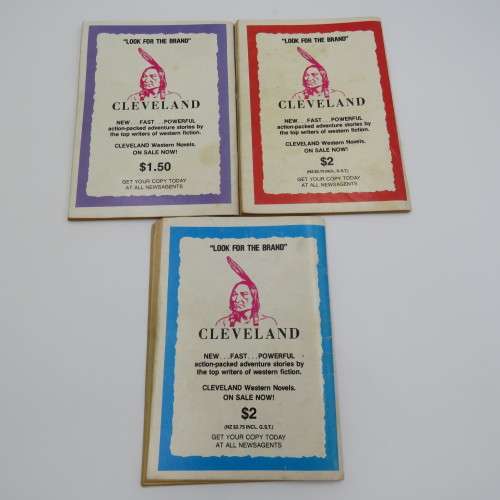 "LOOK FOR THE BRAND"
CLEVELAND
NEW...FAST...POWERFUL
action-packed adventure stories by
the top writers of western fiction.
CLEVELAND Western Novels.
ON SALE NOW!
$1.50
GET YOUR COPY TODAY
AT ALL NEWSAGENTS
"LOOK FOR THE BRAND"
CLEVELAND
NEW...FAST...POWERFUL
action-packed adventure stories by
the top writers of western fiction.
CLEVELAND Western Novels.
ON SALE NOW!
$2
(NZ $2.75 INCL. G.S.T.)
GET YOUR COPY TODAY
AT ALL NEWSAGENTS
"LOOK FOR THE BRAND"
CLEVELAND
NEW...FAST...POWERFUL
action-packed adventure stories by
the top writers of western fiction.
CLEVELAND Western Novels.
ON SALE NOW!
$2
(NZ $2.75 INCL. G.S.T.)
GET YOUR COPY TODAY
AT ALL NEWSAGENTS